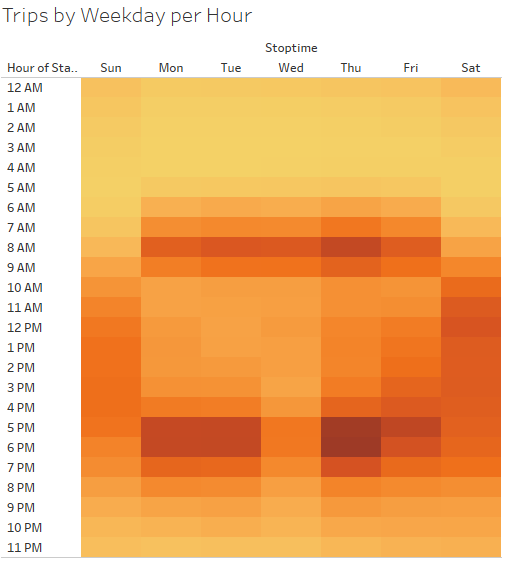 Trips by Weekday per Hour
Stoptime
Hour of Sta.. Sun Mon Tue Wed Thu Fri Sat
12 AM
1 AM
2 AM
3 AM
4 AM
5 AM
6 AM
7 AM
8 AM
9 AM
10 AM
11 AM
12 PM
1 PM
2 PM
3 PM
4 PM
5 PM
6 PM
7 PM
8 PM
9 PM
10 PM
11 PM